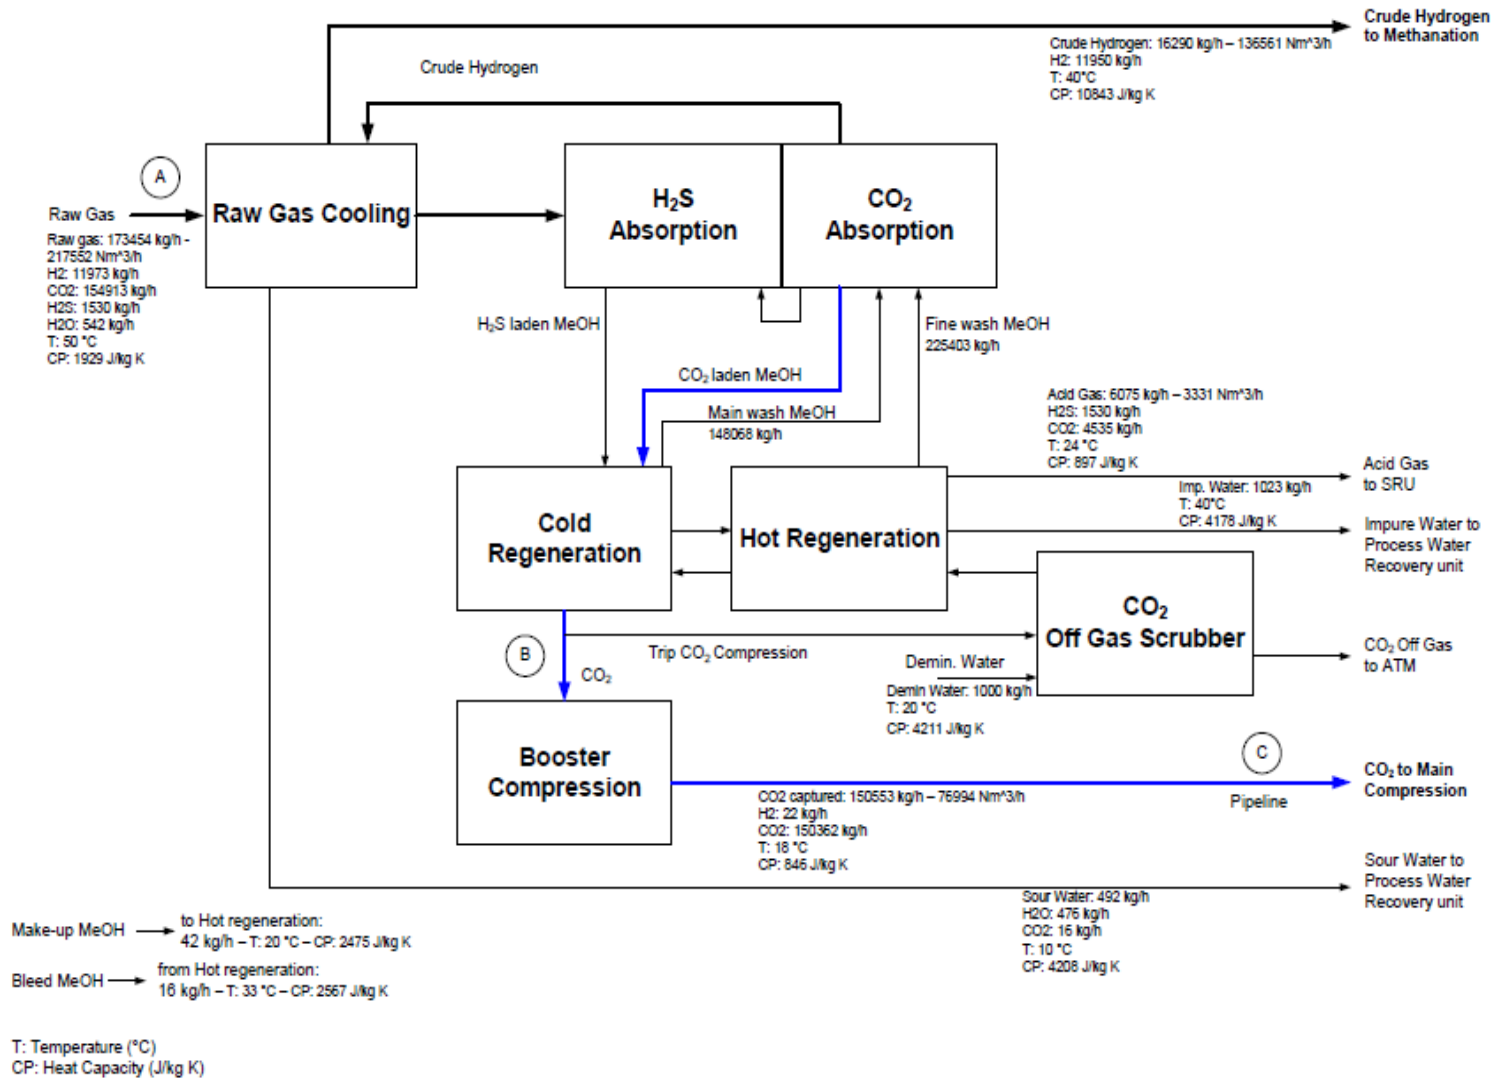 Crude Hydrogen
to Methanation
Crude Hydrogen: 16290 kg/h – 136561 Nm^3/h
H2: 11950 kg/h
T: 40°C
CP: 10843 J/kg K
Crude Hydrogen
A
Raw Gas
Raw gas: 173454 kg/h -
217552 Nm^3/h
H2: 11973 kg/h
CO2: 154913 kg/h
H2S: 1530 kg/h
H2O: 542 kg/h
T: 50 °C
CP: 1929 J/kg K
Raw Gas Cooling
H₂S
Absorption
CO₂
Absorption
H₂S laden MeOH
Fine wash MeOH
225403 kg/h
CO₂ laden MeOH
Main wash MeOH
148068 kg/h
Acid Gas: 6075 kg/h – 3331 Nm^3/h
H2S: 1530 kg/h
CO2: 4535 kg/h
T: 24 °C
CP: 897 J/kg K
Acid Gas
to SRU
Imp. Water: 1023 kg/h
T: 40°C
CP: 4178 J/kg K
Impure Water to
Process Water
Recovery unit
Cold
Regeneration
Hot Regeneration
CO₂
Off Gas Scrubber
B
CO₂
Trip CO₂ Compression
Demin. Water
Demin Water: 1000 kg/h
T: 20 °C
CP: 4211 J/kg K
CO₂ Off Gas
to ATM
Booster
Compression
C
Pipeline
CO₂ to Main
Compression
CO2 captured: 150553 kg/h – 76994 Nm^3/h
H2: 22 kg/h
CO2: 150362 kg/h
T: 18 °C
CP: 846 J/kg K
Sour Water to
Process Water
Recovery unit
Sour Water: 492 kg/h
H2O: 476 kg/h
CO2: 16 kg/h
T: 10 °C
CP: 4208 J/kg K
Make-up MeOH
to Hot regeneration:
42 kg/h – T: 20 °C – CP: 2475 J/kg K
Bleed MeOH
from Hot regeneration:
16 kg/h – T: 33 °C – CP: 2567 J/kg K
T: Temperature (°C)
CP: Heat Capacity (J/kg K)